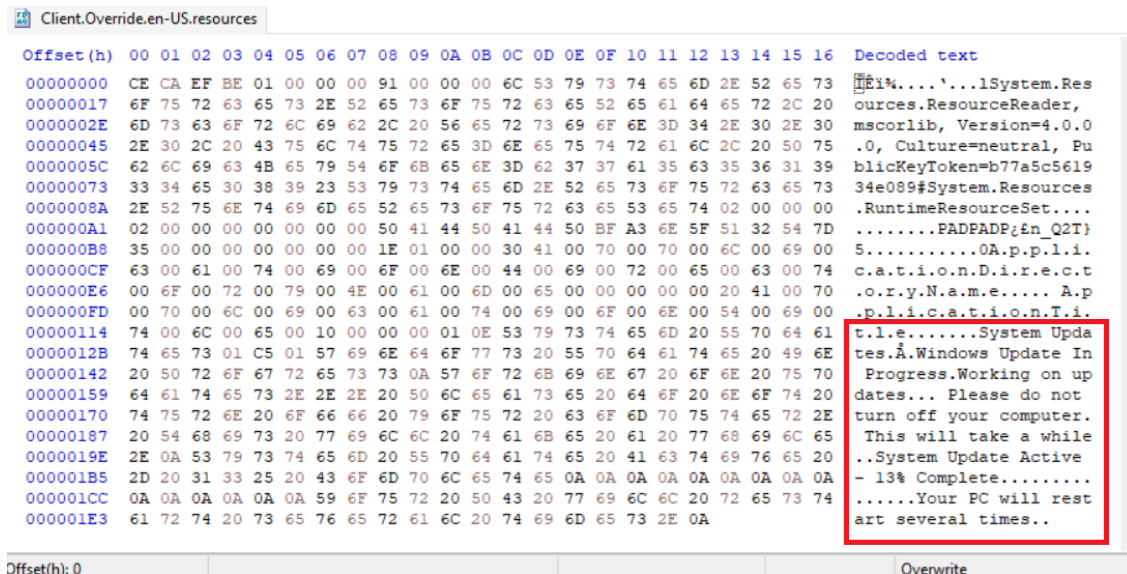 Client.Override.en-US.resources
Offset(h) 00 01 02 03 04 05 06 07 08 09 0A 0B 0C 0D 0E 0F 10 11 12 13 14 15 16 Decoded text
00000000 CE CA EF BE 01 00 00 00 91 00 00 00 6C 53 79 73 74 65 6D 2E 52 65 73 ÎÊï¾....‘...lSystem.Res
00000017 6F 75 72 63 65 73 2E 52 65 73 6F 75 72 63 65 52 65 61 64 65 72 2C 20 ources.ResourceReader,
0000002E 6D 73 63 6F 72 6C 69 62 2C 20 56 65 72 73 69 6F 6E 3D 34 2E 30 2E 30 mscorlib, Version=4.0.0
00000045 2E 30 2C 20 43 75 6C 74 75 72 65 3D 6E 65 75 74 72 61 6C 2C 20 50 75 .0, Culture=neutral, Pu
0000005C 62 6C 69 63 4B 65 79 54 6F 6B 65 6E 3D 62 37 37 61 35 63 35 36 31 39 blicKeyToken=b77a5c5619
00000073 33 34 65 30 38 39 23 53 79 73 74 65 6D 2E 52 65 73 6F 75 72 63 65 73 34e089#System.Resources
0000008A 2E 52 75 6E 74 69 6D 65 52 65 73 6F 75 72 63 65 53 65 74 02 00 00 00 .RuntimeResourceSet....
000000A1 02 00 00 00 00 00 00 00 50 41 44 50 41 44 50 BF A3 6E 5F 51 32 54 7D ........PADPADP¿£n_Q2T}
000000B8 35 00 00 00 00 00 00 00 1E 01 00 00 30 41 00 70 00 70 00 6C 00 69 00 5...........0A.p.p.l.i.
000000CF 63 00 61 00 74 00 69 00 6F 00 6E 00 44 00 69 00 72 00 65 00 63 00 74 c.a.t.i.o.n.D.i.r.e.c.t
000000E6 00 6F 00 72 00 79 00 4E 00 61 00 6D 00 65 00 00 00 00 00 20 41 00 70 .o.r.y.N.a.m.e..... A.p
000000FD 00 70 00 6C 00 69 00 63 00 61 00 74 00 69 00 6F 00 6E 00 54 00 69 00 .p.l.i.c.a.t.i.o.n.T.i.
00000114 74 00 6C 00 65 00 10 00 00 00 01 0E 53 79 73 74 65 6D 20 55 70 64 61 t.l.e.......System Upda
0000012B 74 65 73 01 C5 01 57 69 6E 64 6F 77 73 20 55 70 64 61 74 65 20 49 6E tes.Å.Windows Update In
00000142 20 50 72 6F 67 72 65 73 73 0A 57 6F 72 6B 69 6E 67 20 6F 6E 20 75 70 Progress.Working on up
00000159 64 61 74 65 73 2E 2E 2E 20 50 6C 65 61 73 65 20 64 6F 20 6E 6F 74 20 dates... Please do not
00000170 74 75 72 6E 20 6F 66 66 20 79 6F 75 72 20 63 6F 6D 70 75 74 65 72 2E turn off your computer.
00000187 20 54 68 69 73 20 77 69 6C 6C 20 74 61 6B 65 20 61 20 77 68 69 6C 65 This will take a while
0000019E 2E 0A 53 79 73 74 65 6D 20 55 70 64 61 74 65 20 41 63 74 69 76 65 20 ..System Update Active
000001B5 2D 20 31 33 25 20 43 6F 6D 70 6C 65 74 65 0A 0A 0A 0A 0A 0A 0A 0A 0A - 13% Complete.........
000001CC 0A 0A 0A 0A 0A 0A 59 6F 75 72 20 50 43 20 77 69 6C 6C 20 72 65 73 74 ......Your PC will rest
000001E3 61 72 74 20 73 65 76 65 72 61 6C 20 74 69 6D 65 73 2E 0A art several times..
Offset(h): 0 Overwrite